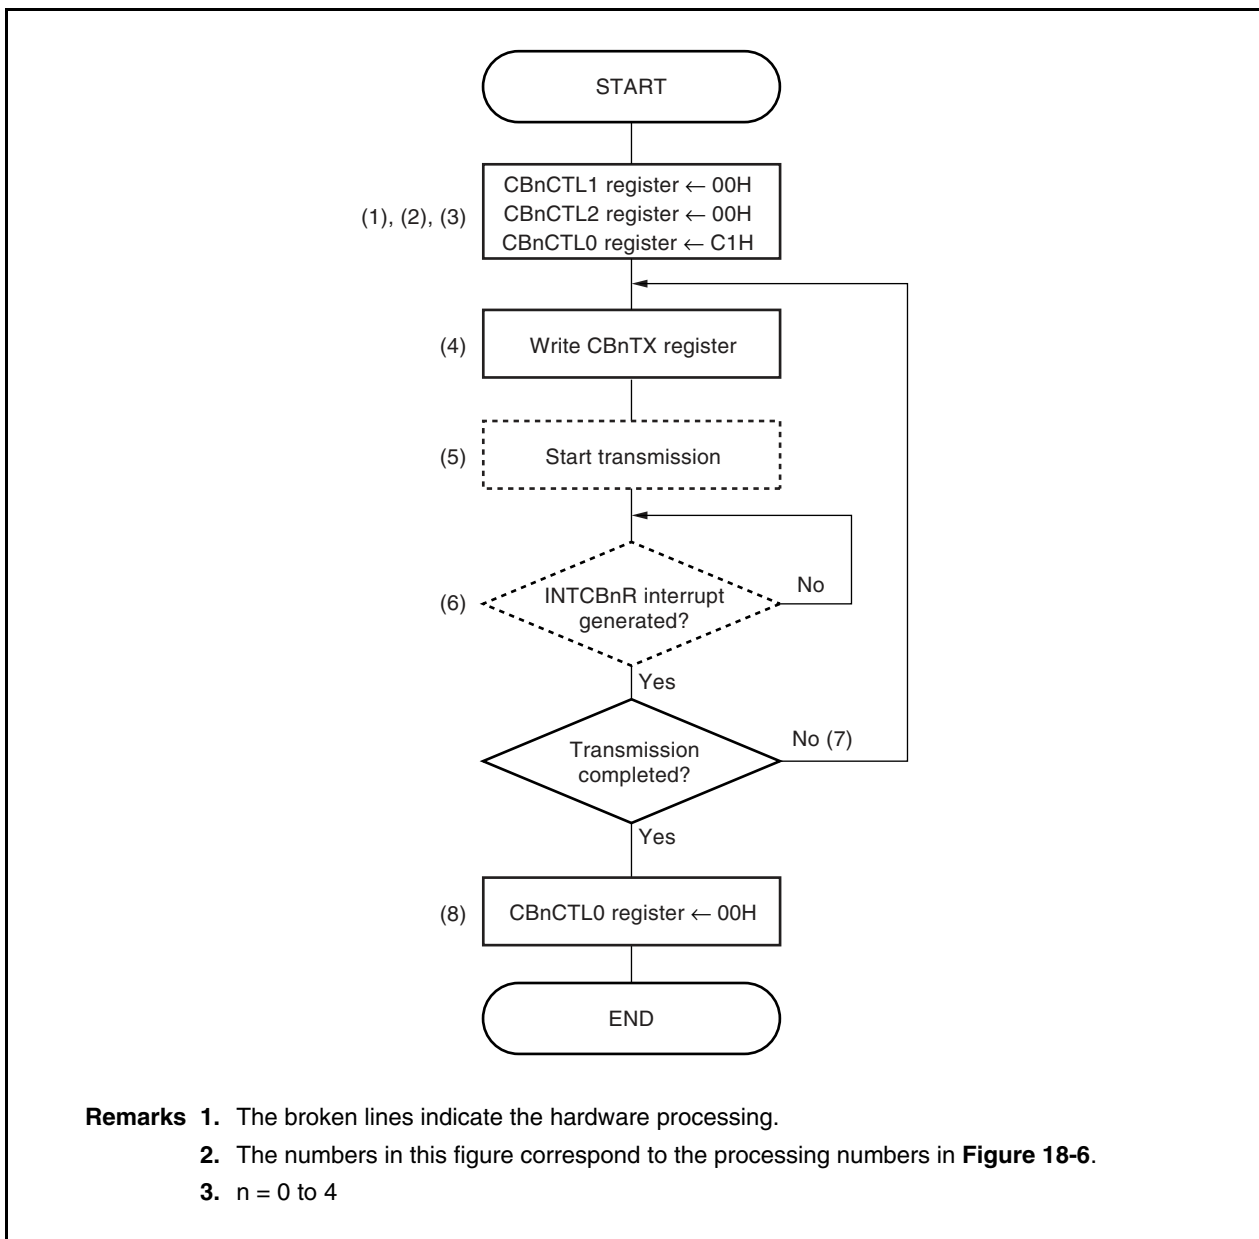 START
CBnCTL1 register ← 00H
(1), (2), (3)
CBnCTL2 register ← 00H
CBnCTL0 register ← C1H
(4)
Write CBnTX register
(5)
Start transmission
(6)
INTCBnR interrupt
generated?
No
Yes
Transmission
completed?
No (7)
Yes
(8)
CBnCTL0 register ← 00H
END
Remarks 1. The broken lines indicate the hardware processing.
2. The numbers in this figure correspond to the processing numbers in Figure 18-6.
3. n = 0 to 4